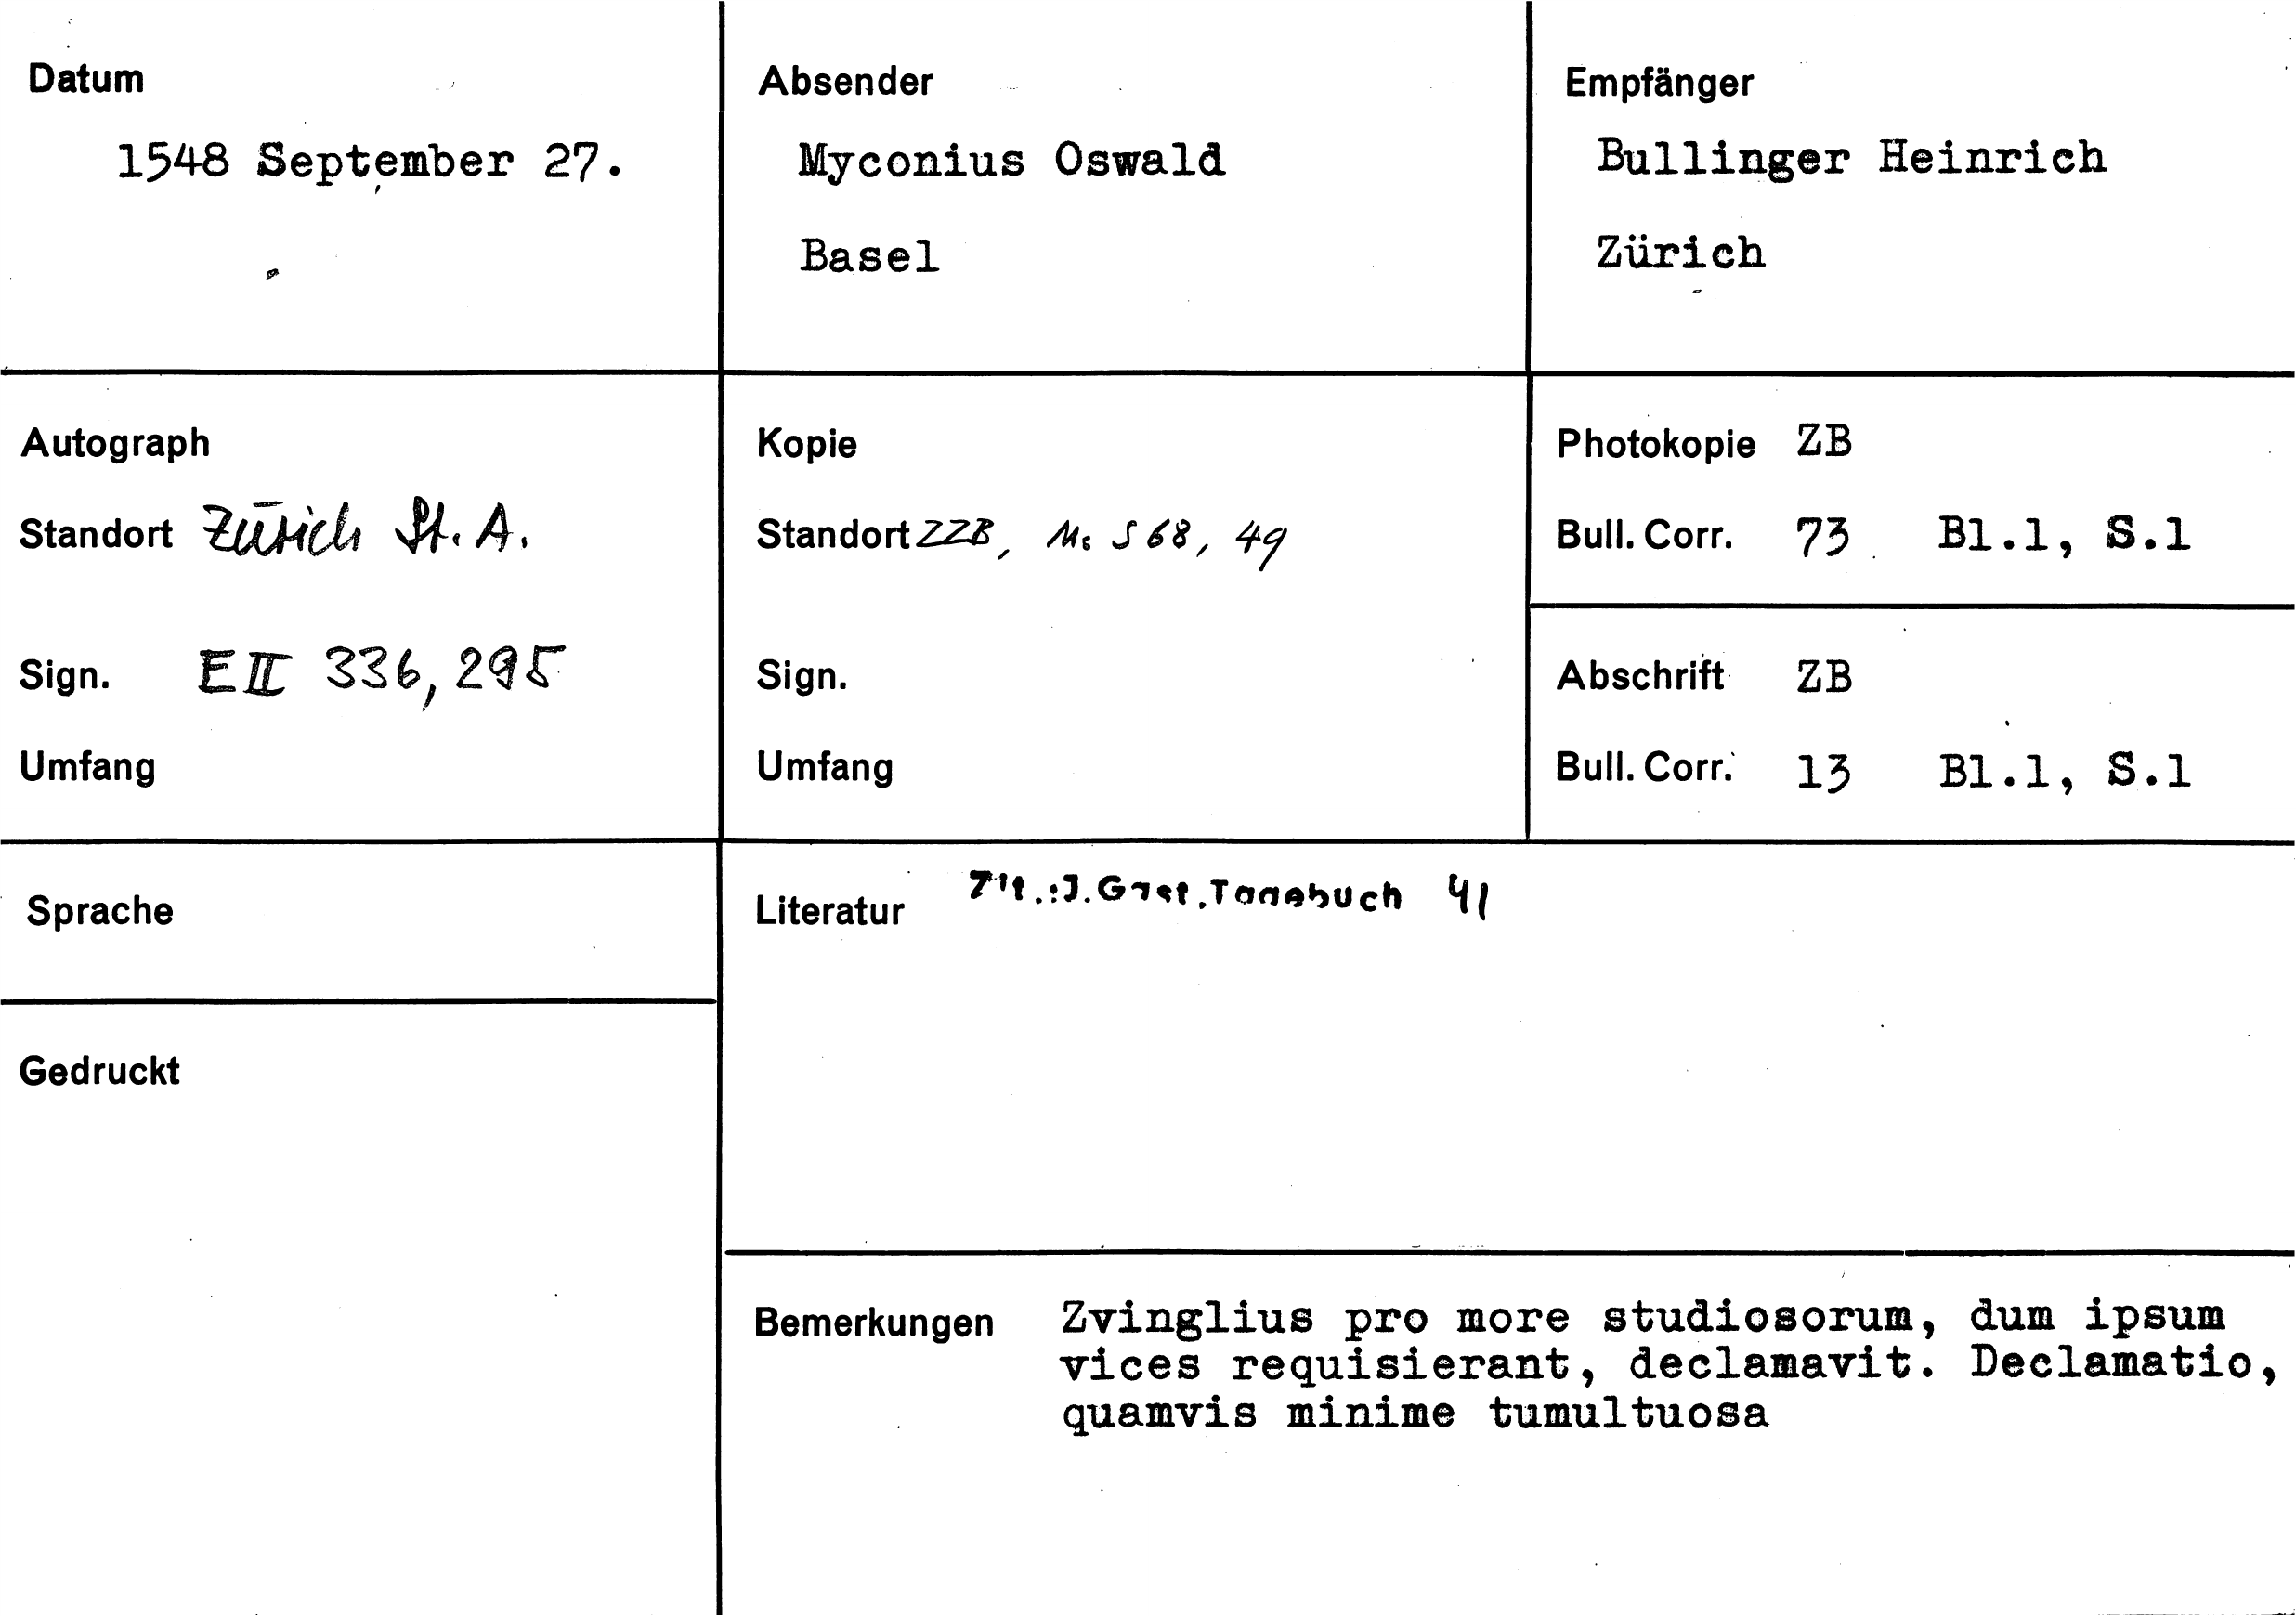 Datum
1548 September 27.
Absender
Myconius Oswald
Basel
Empfänger
Bullinger Heinrich
Zürich
Autograph
Standort Zürich St. A.
Sign. E II 336, 295
Umfang
Kopie
Standort ZZB, Ms S 68, 49
Sign.
Umfang
Photokopie ZB
Bull. Corr. 73 Bl.1, S.1
Abschrift ZB
Bull. Corr. 13 Bl.1, S.1
Sprache
Gedruckt
Literatur Zit.:J.Gast,Tagebuch 41
Bemerkungen Zvinglius pro more studiosorum, dum ipsum
vices requisierant, declamavit. Declamatio,
quamvis minime tumultuosa